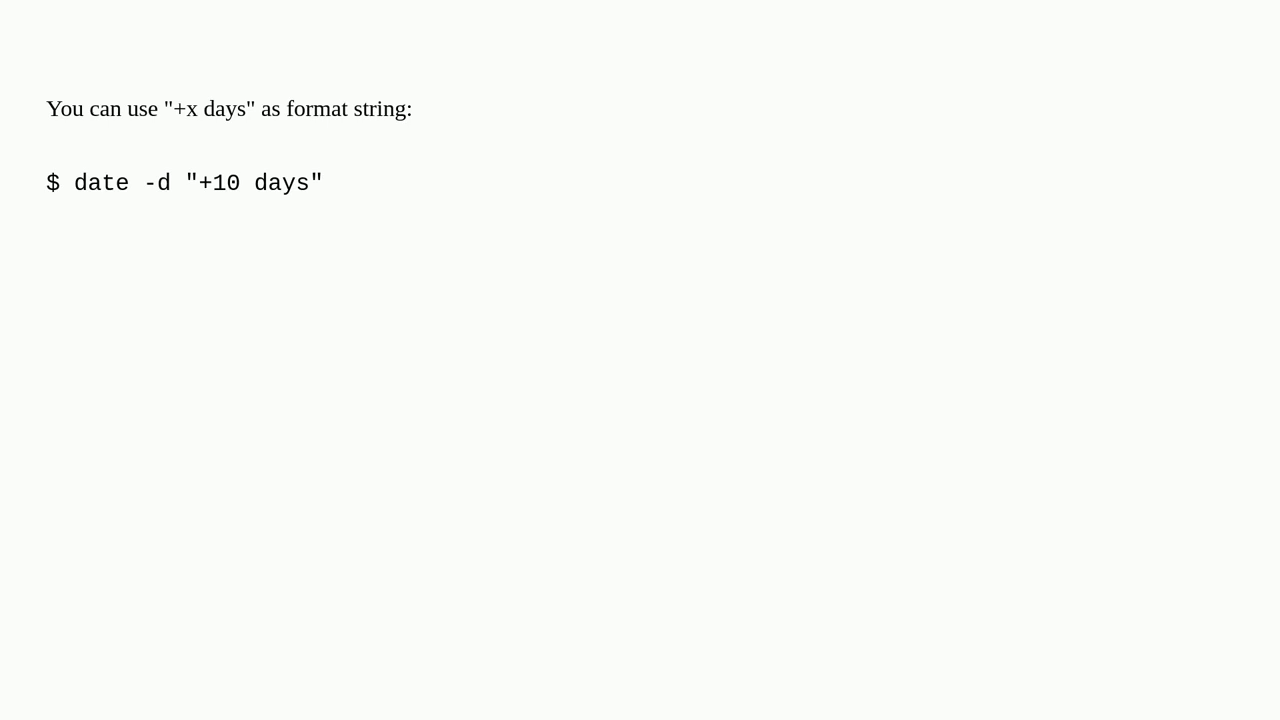 You can use "+x days" as format string:
$ date -d "+10 days"